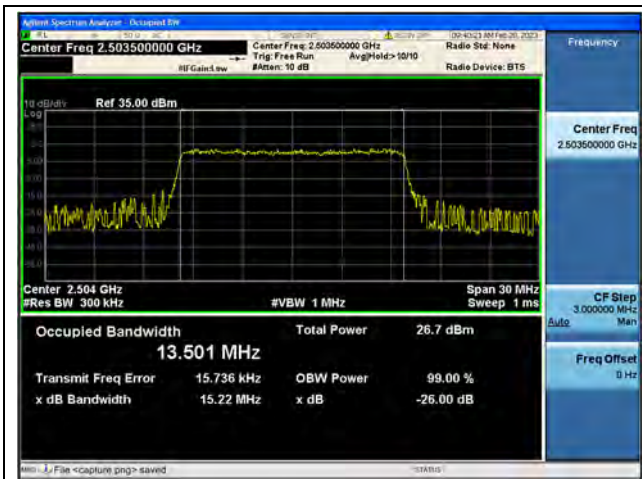 Agilent Spectrum Analyzer - Occupied BW
09:40:23 AM Feb 20, 2023
Center Freq 2.503500000 GHz
Center Freq: 2.503500000 GHz
Radio Std: None
Frequency
Trig: Free Run
Avg|Hold:>10/10
#IFGain:Low
#Atten: 10 dB
Radio Device: BTS
10 dB/div
Ref 35.00 dBm
Log
Center Freq
2.503500000 GHz
Center 2.504 GHz
Span 30 MHz
#Res BW 300 kHz
#VBW 1 MHz
Sweep 1 ms
CF Step
3.000000 MHz
Auto
Man
Occupied Bandwidth
Total Power
26.7 dBm
13.501 MHz
Freq Offset
0 Hz
Transmit Freq Error
15.736 kHz
OBW Power
99.00 %
x dB Bandwidth
15.22 MHz
x dB
-26.00 dB
MSG
File <capture.png> saved
STATUS